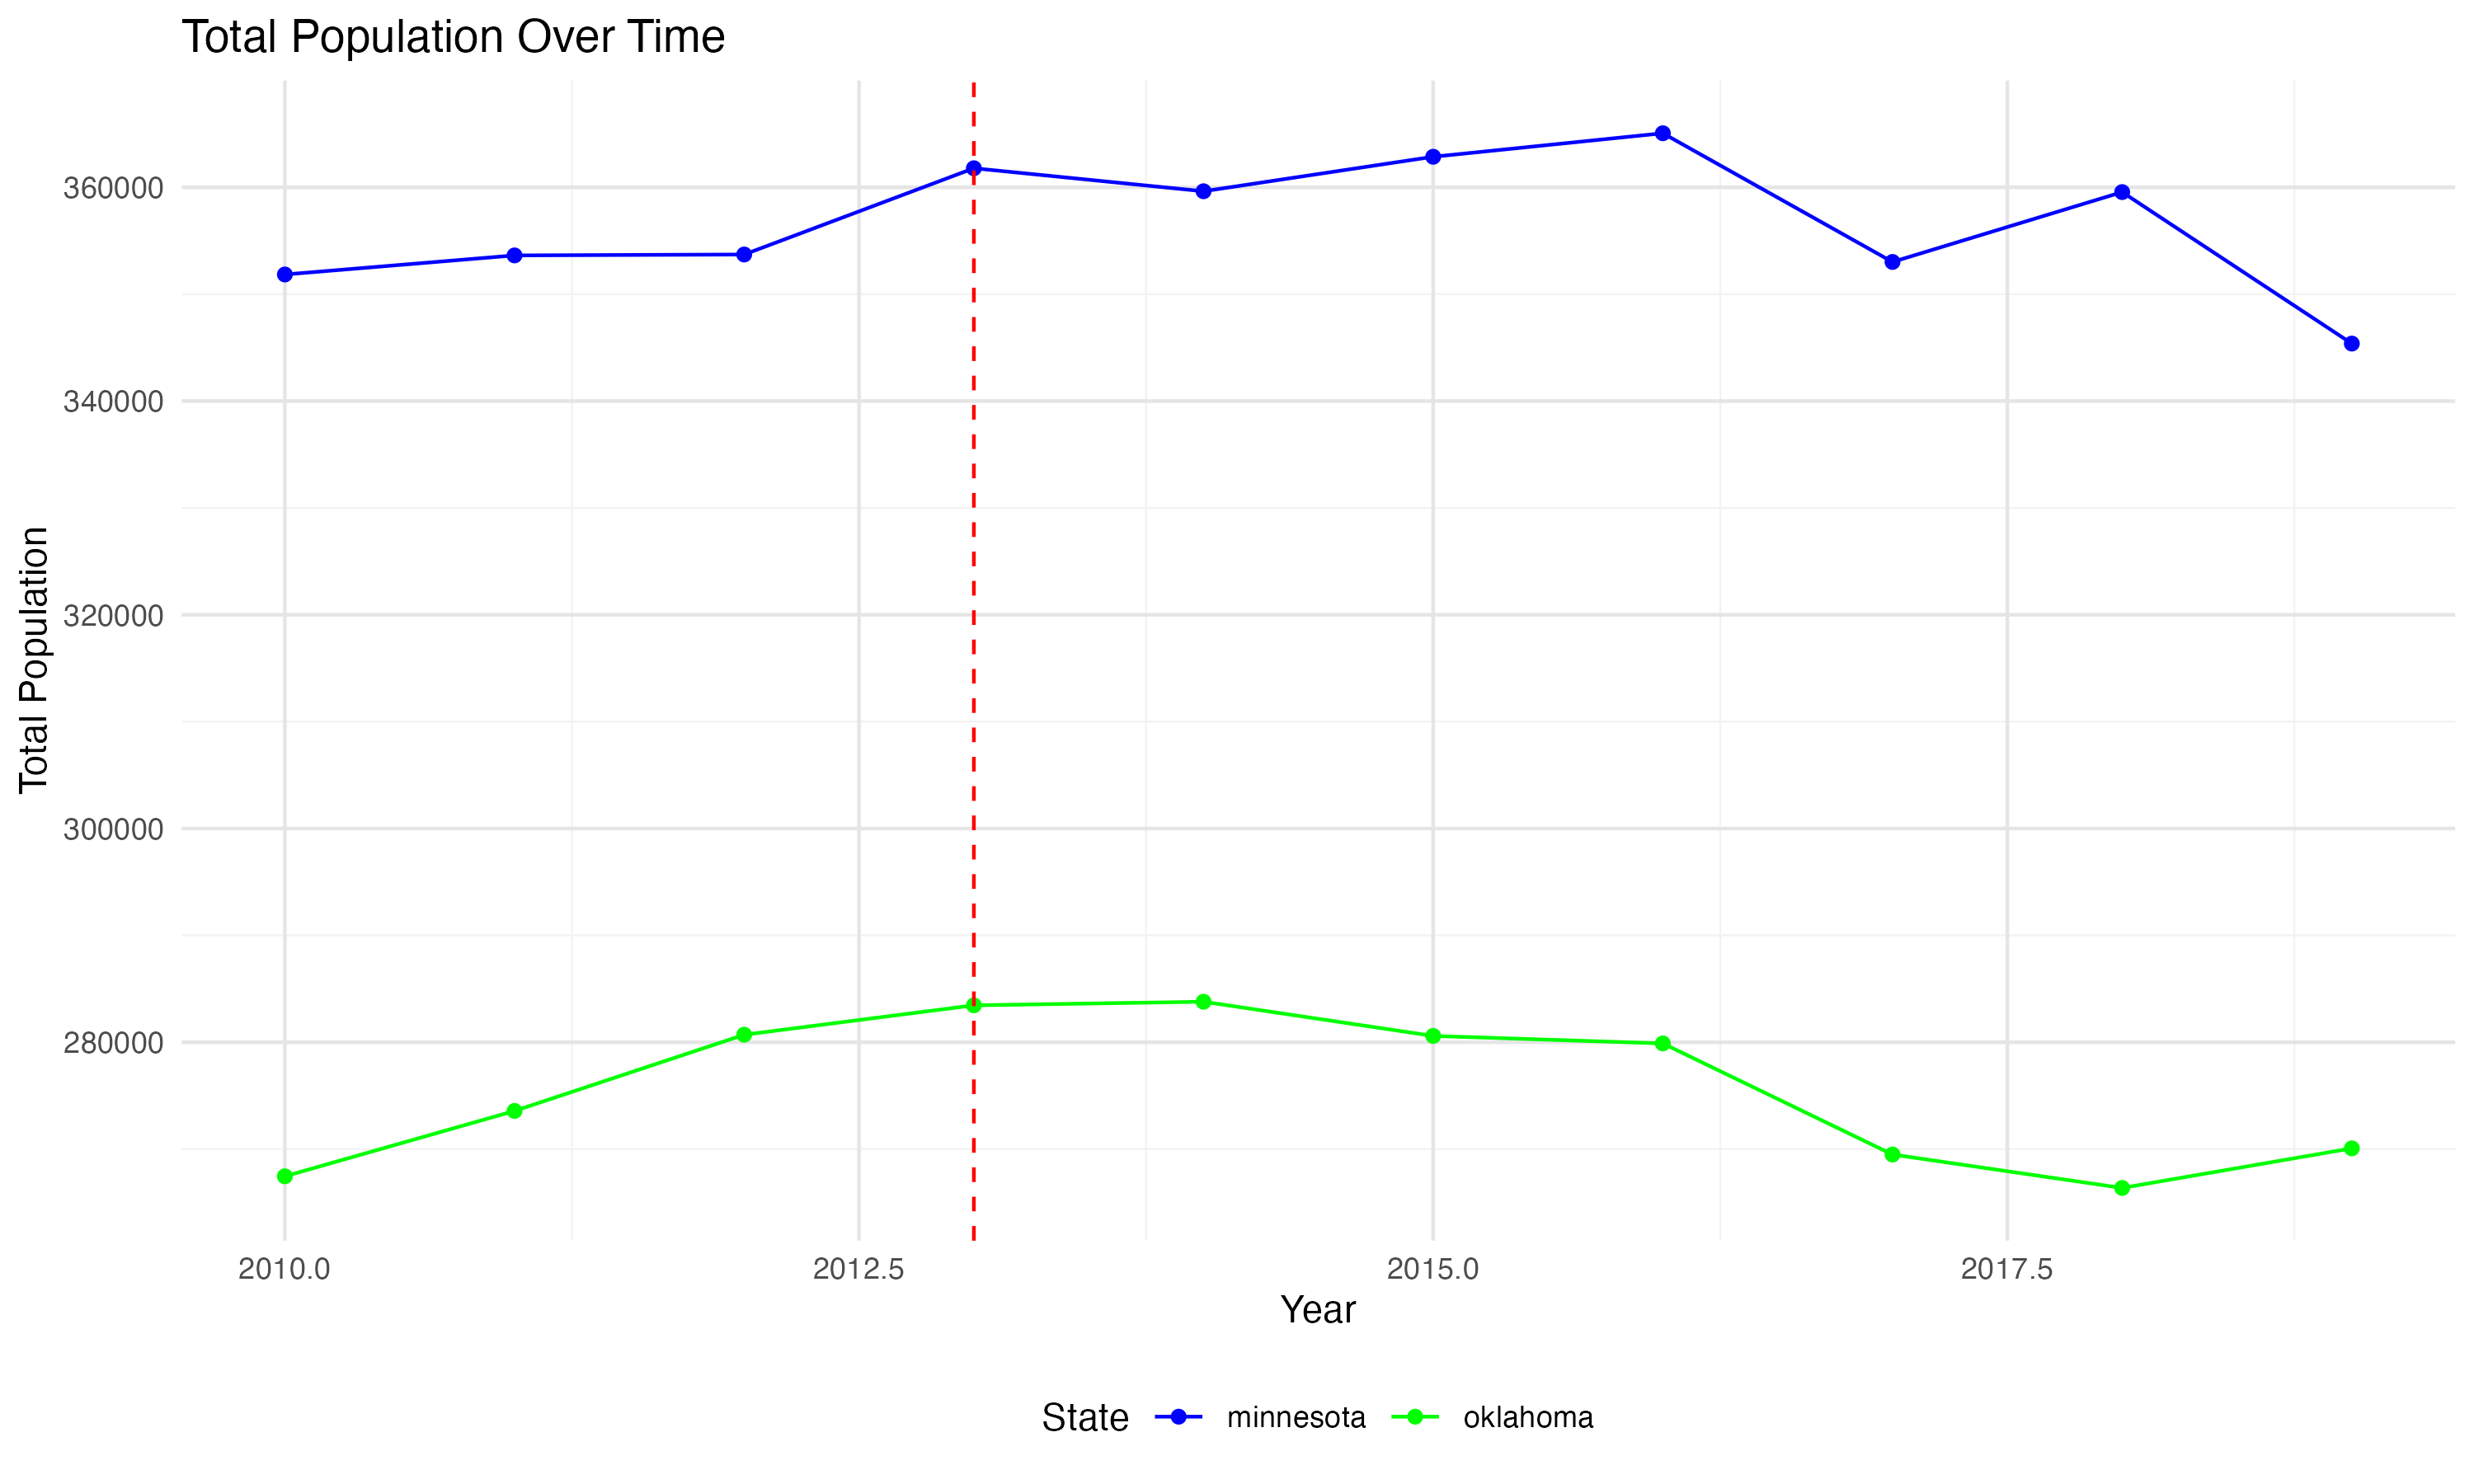 Total Population Over Time
Total Population
360000
340000
320000
300000
280000
2010.0 2012.5 2015.0 2017.5
Year
State minnesota oklahoma